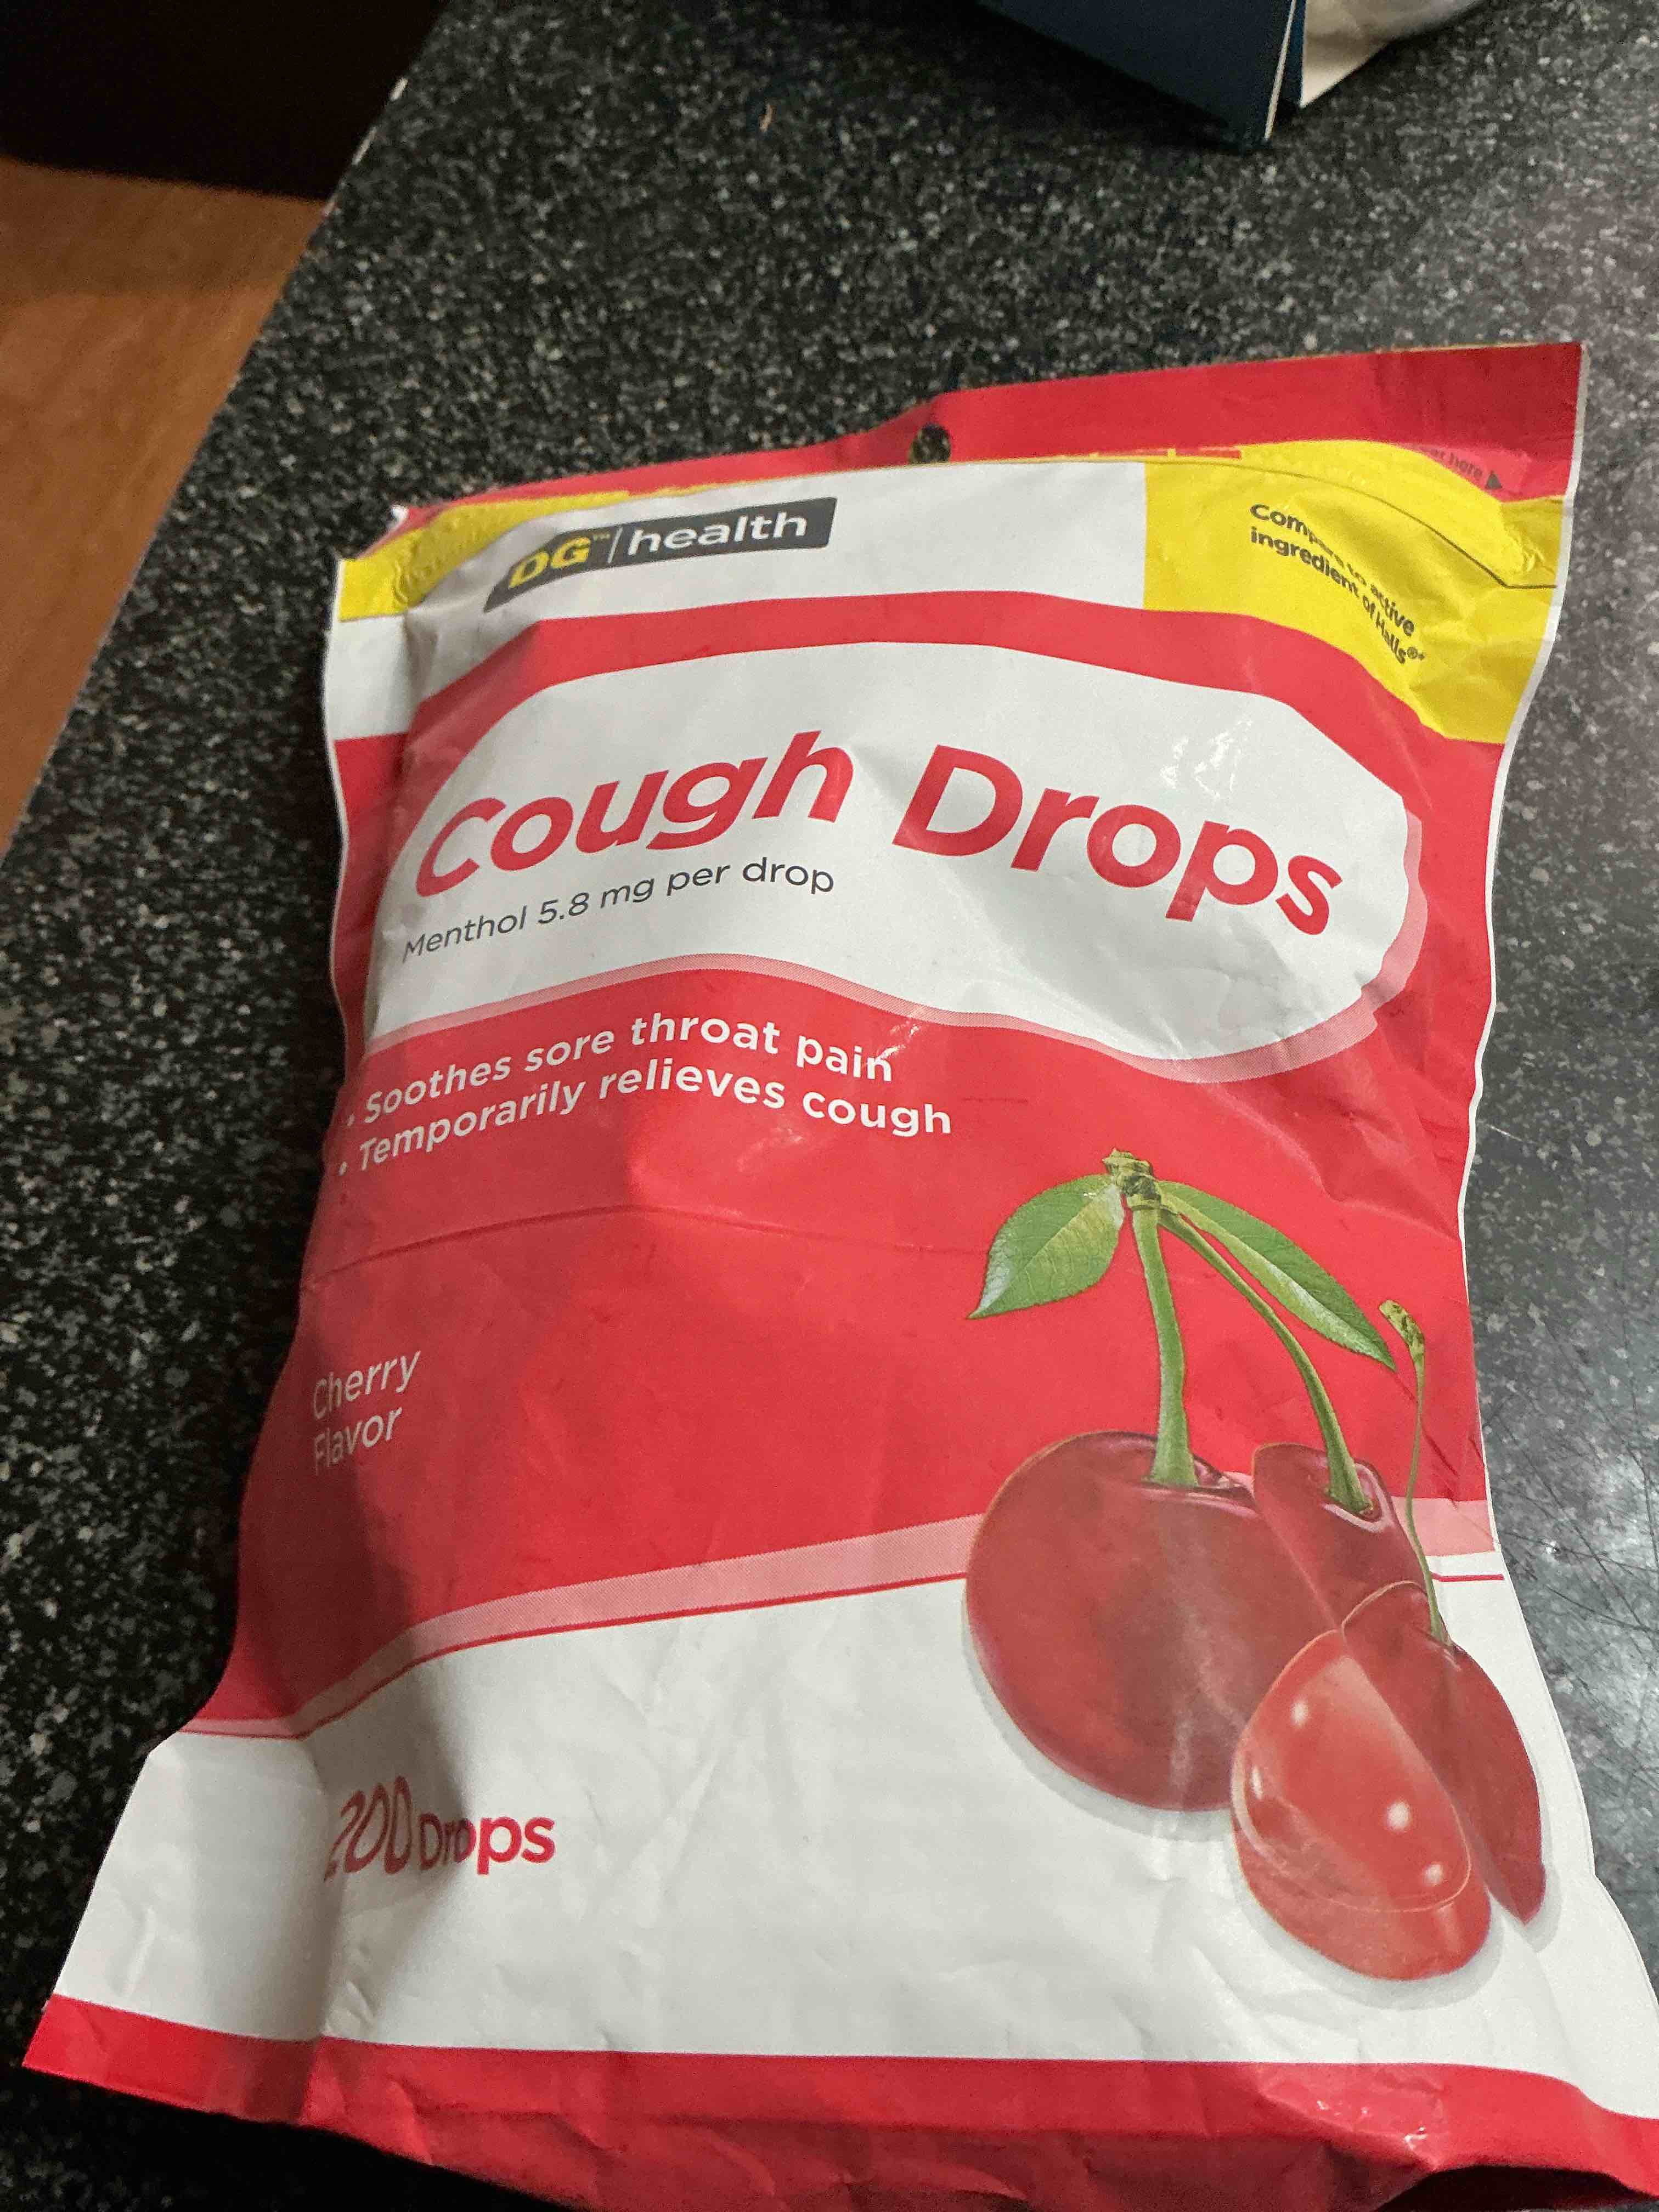 DG™ | health
Compare to active
ingredient of Halls®*
Cough Drops
Menthol 5.8 mg per drop
• Soothes sore throat pain
• Temporarily relieves cough
Cherry
Flavor
200 Drops